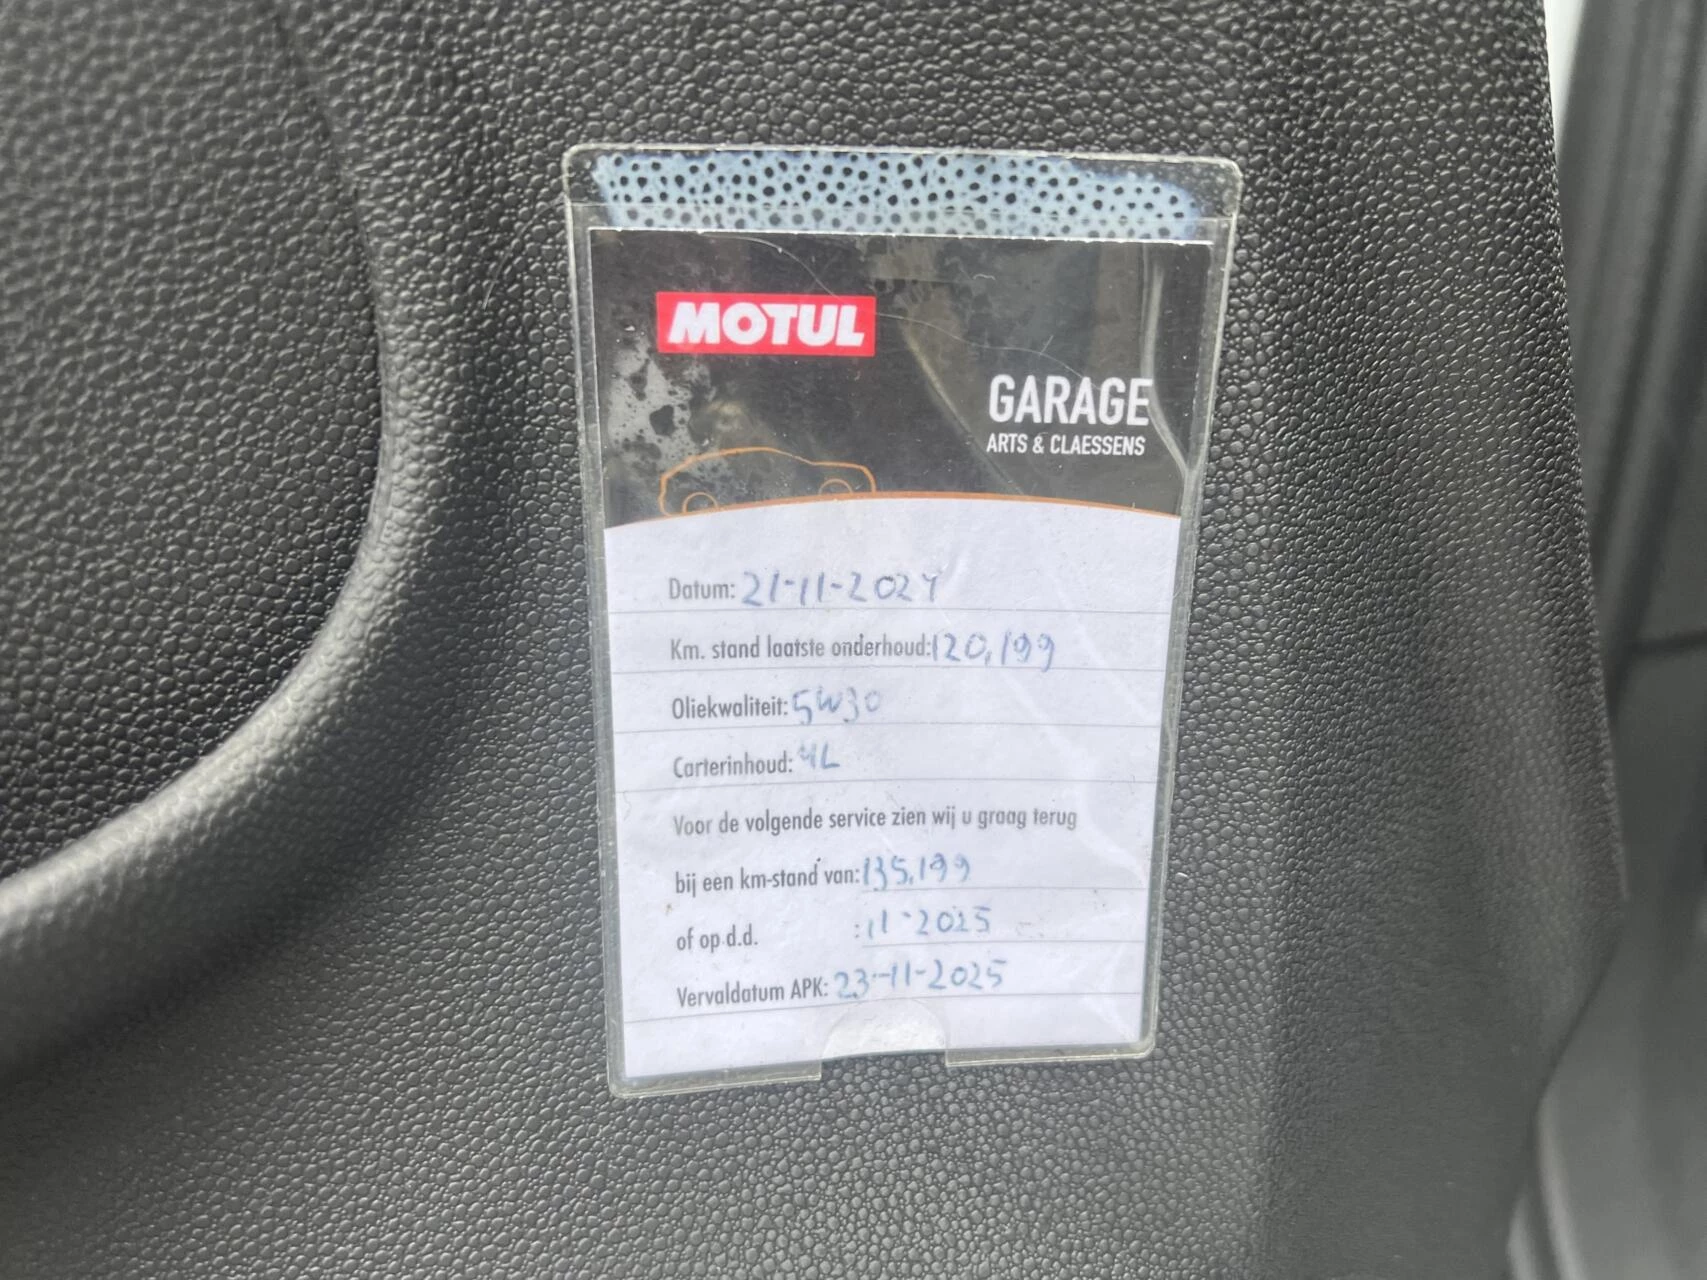 MOTUL
GARAGE
ARTS & CLAESSENS
Datum: 21-11-2024
Km. stand laatste onderhoud: 120,199
Oliekwaliteit: 5W30
Carterinhoud: 4L
Voor de volgende service zien wij u graag terug
bij een km-stand van: 135,199
of op d.d. : 11-2025
Vervaldatum APK: 23-11-2025